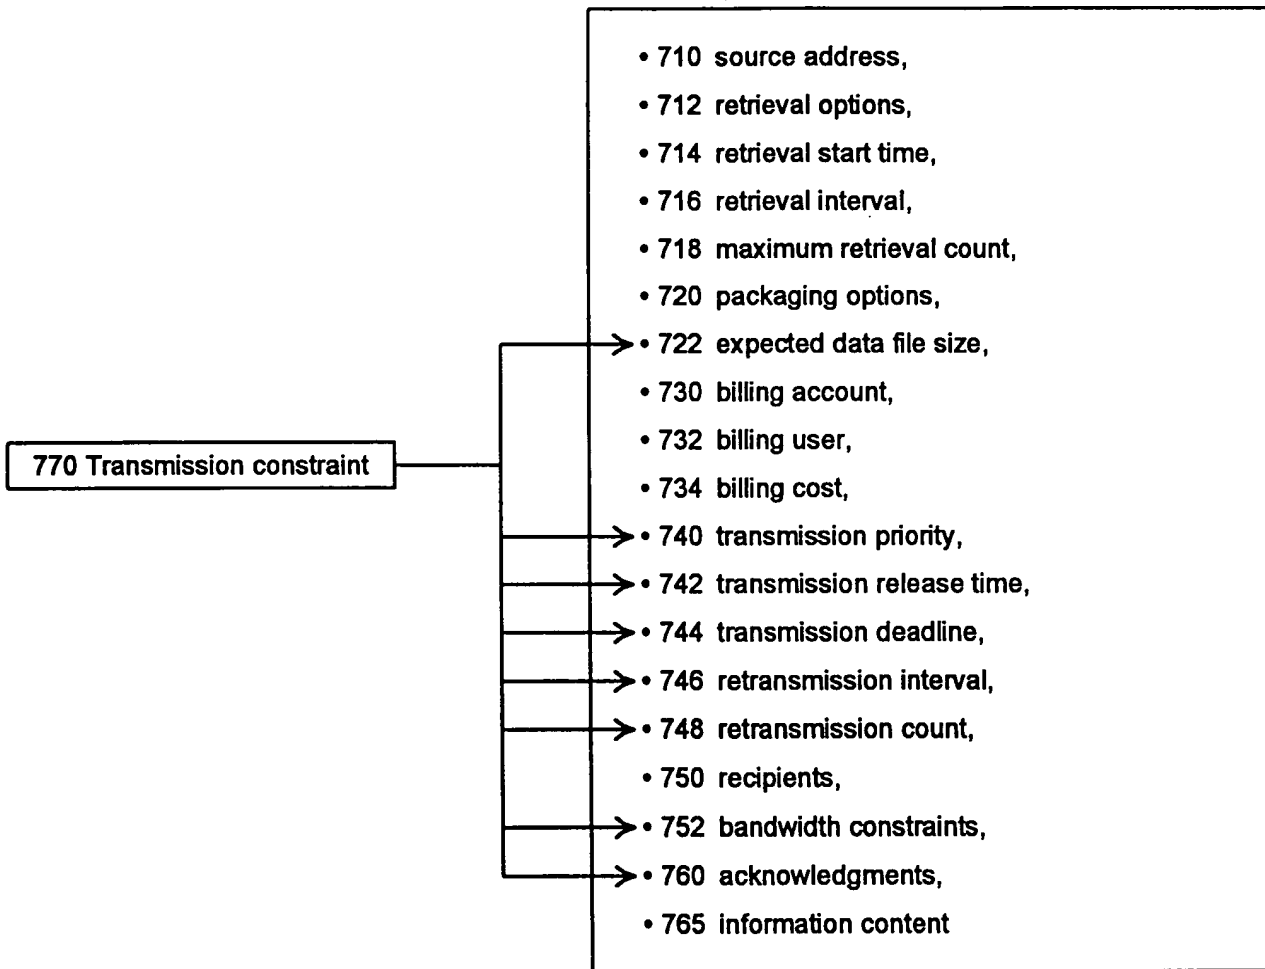 • 710 source address,
• 712 retrieval options,
• 714 retrieval start time,
• 716 retrieval interval,
• 718 maximum retrieval count,
• 720 packaging options,
• 722 expected data file size,
• 730 billing account,
• 732 billing user,
770 Transmission constraint
• 734 billing cost,
• 740 transmission priority,
• 742 transmission release time,
• 744 transmission deadline,
• 746 retransmission interval,
• 748 retransmission count,
• 750 recipients,
• 752 bandwidth constraints,
• 760 acknowledgments,
• 765 information content